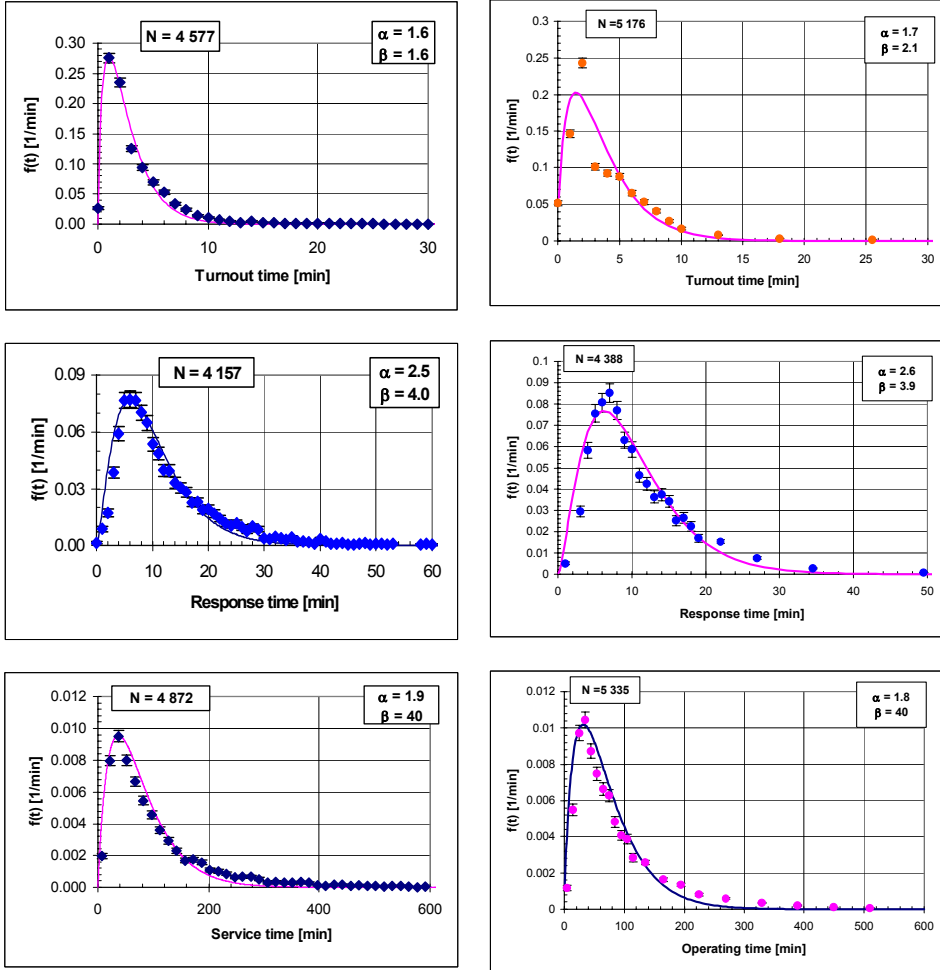 N = 4 577
α = 1.6
β = 1.6
f(t) [1/min]
0.30
0.25
0.20
0.15
0.10
0.05
0.00
0 10 20 30
Turnout time [min]
N =5 176
α = 1.7
β = 2.1
f(t) [1/min]
0.3
0.25
0.2
0.15
0.1
0.05
0
0 5 10 15 20 25 30
Turnout time [min]
N = 4 157
α = 2.5
β = 4.0
f(t) [1/min]
0.09
0.06
0.03
0.00
0 10 20 30 40 50 60
Response time [min]
N =4 388
α = 2.6
β = 3.9
f(t) [1/min]
0.1
0.09
0.08
0.07
0.06
0.05
0.04
0.03
0.02
0.01
0
0 10 20 30 40 50
Response time [min]
N = 4 872
α = 1.9
β = 40
f(t) [1/min]
0.012
0.010
0.008
0.006
0.004
0.002
0.000
0 200 400 600
Service time [min]
N =5 335
α = 1.8
β = 40
f(t) [1/min]
0.012
0.01
0.008
0.006
0.004
0.002
0
0 100 200 300 400 500 600
Operating time [min]